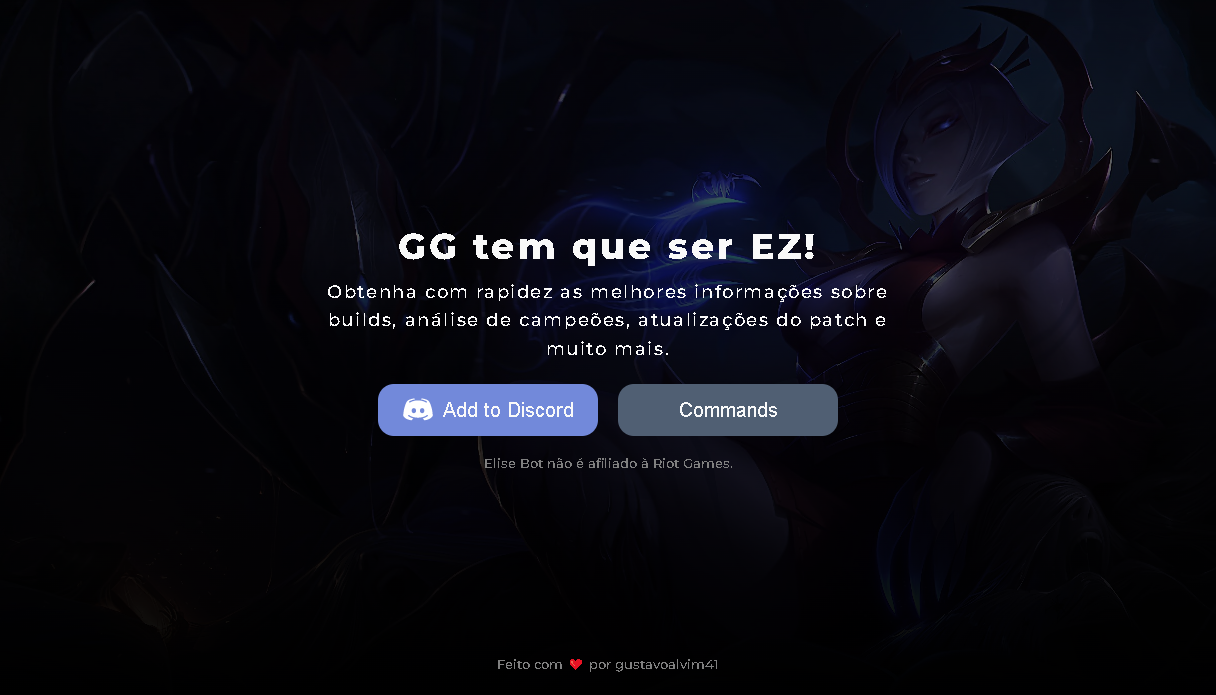 GG tem que ser EZ!
Obtenha com rapidez as melhores informações sobre
builds, análise de campeões, atualizações do patch e
muito mais.
Add to Discord
Commands
Elise Bot não é afiliado à Riot Games.
Feito com ❤ por gustavoalvim41